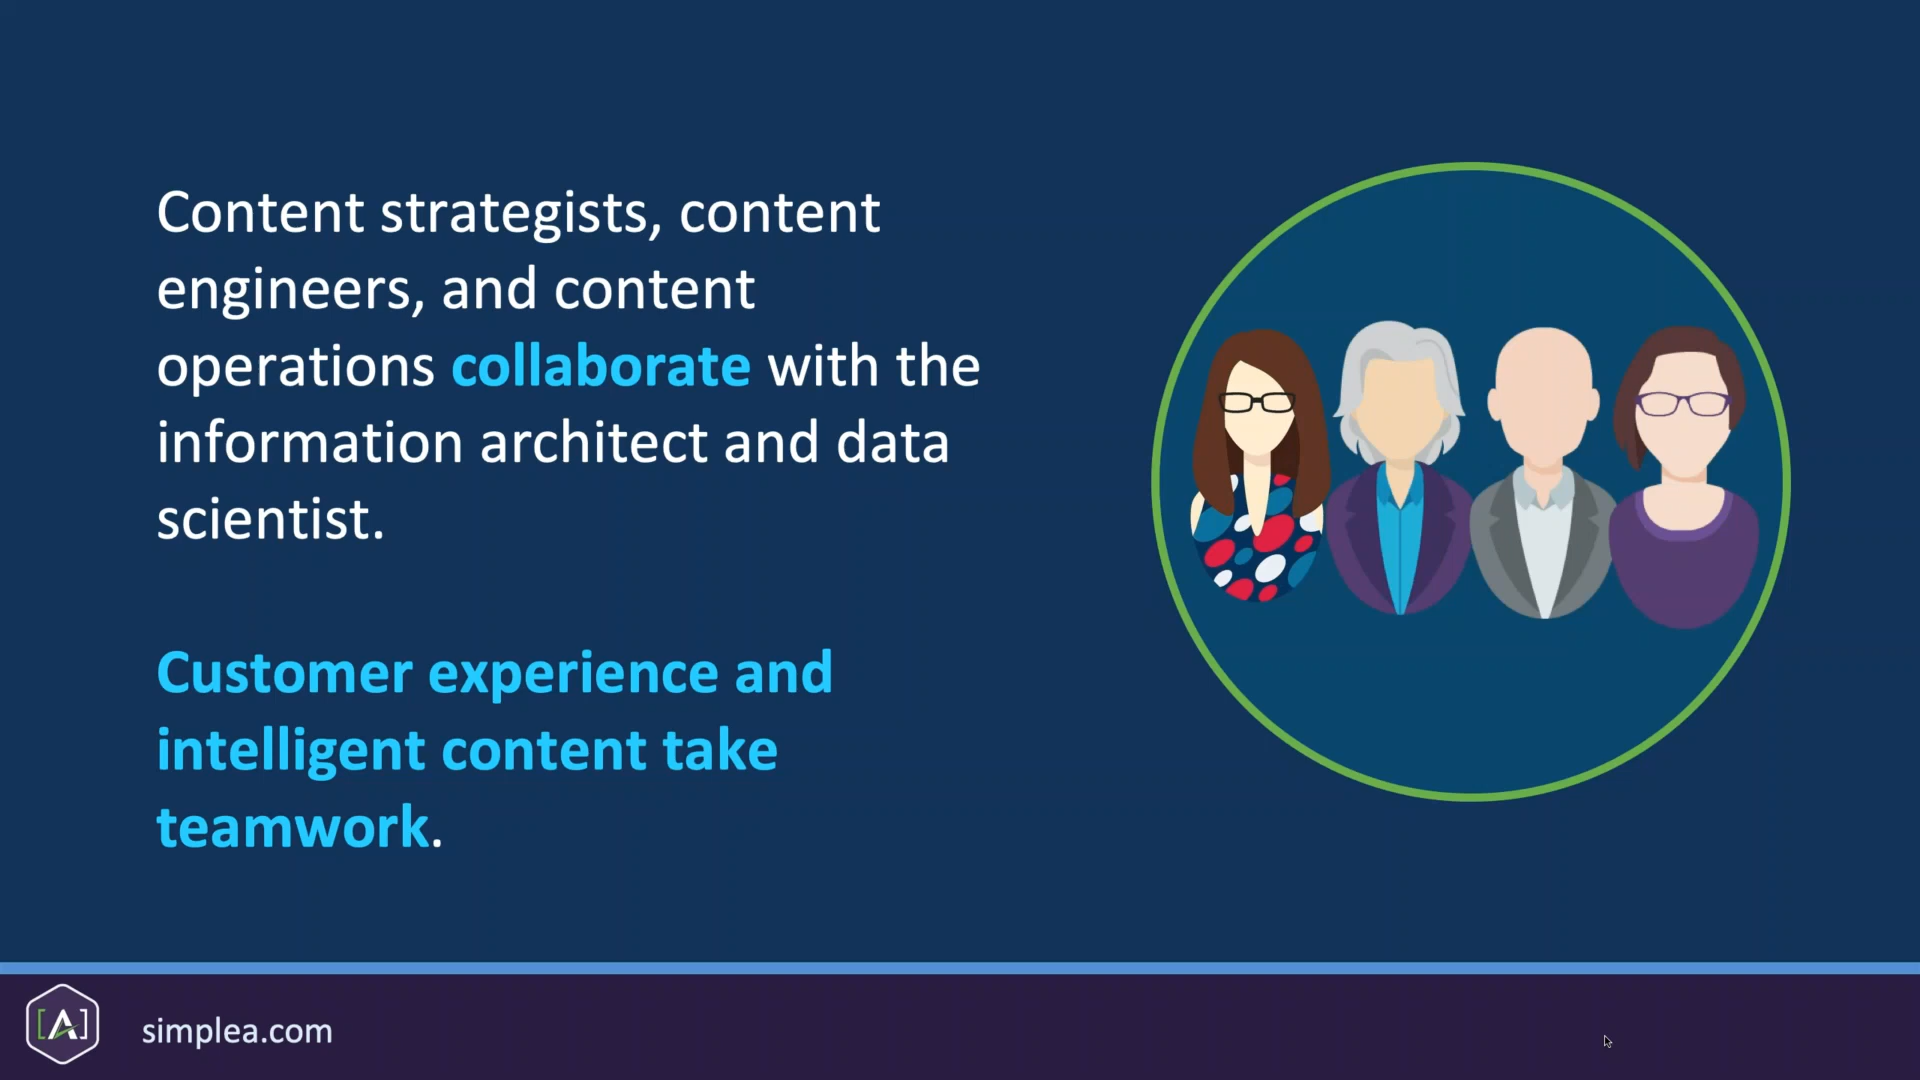 Content strategists, content
engineers, and content
operations collaborate with the
information architect and data
scientist.
Customer experience and
intelligent content take
teamwork.
[A]
simplea.com